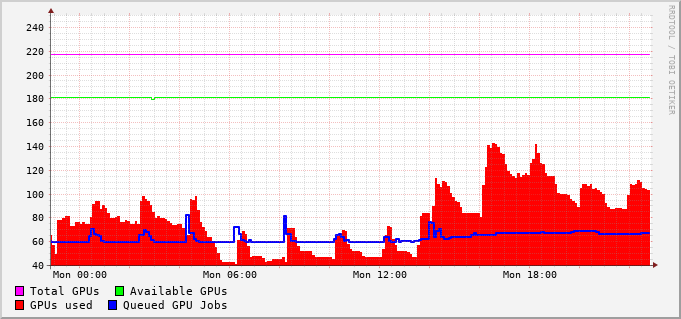 240
220
200
180
160
140
120
100
80
60
40
Mon 00:00 Mon 06:00 Mon 12:00 Mon 18:00
Total GPUs Available GPUs
GPUs used Queued GPU Jobs
RRDTOOL / TOBI OETIKER